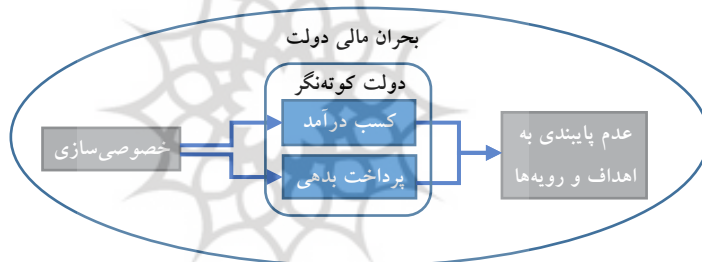 بحران مالی دولت
دولت کوته‌نگر
کسب درآمد
پرداخت بدهی
خصوصی‌سازی
عدم پایبندی به
اهداف و رویه‌ها